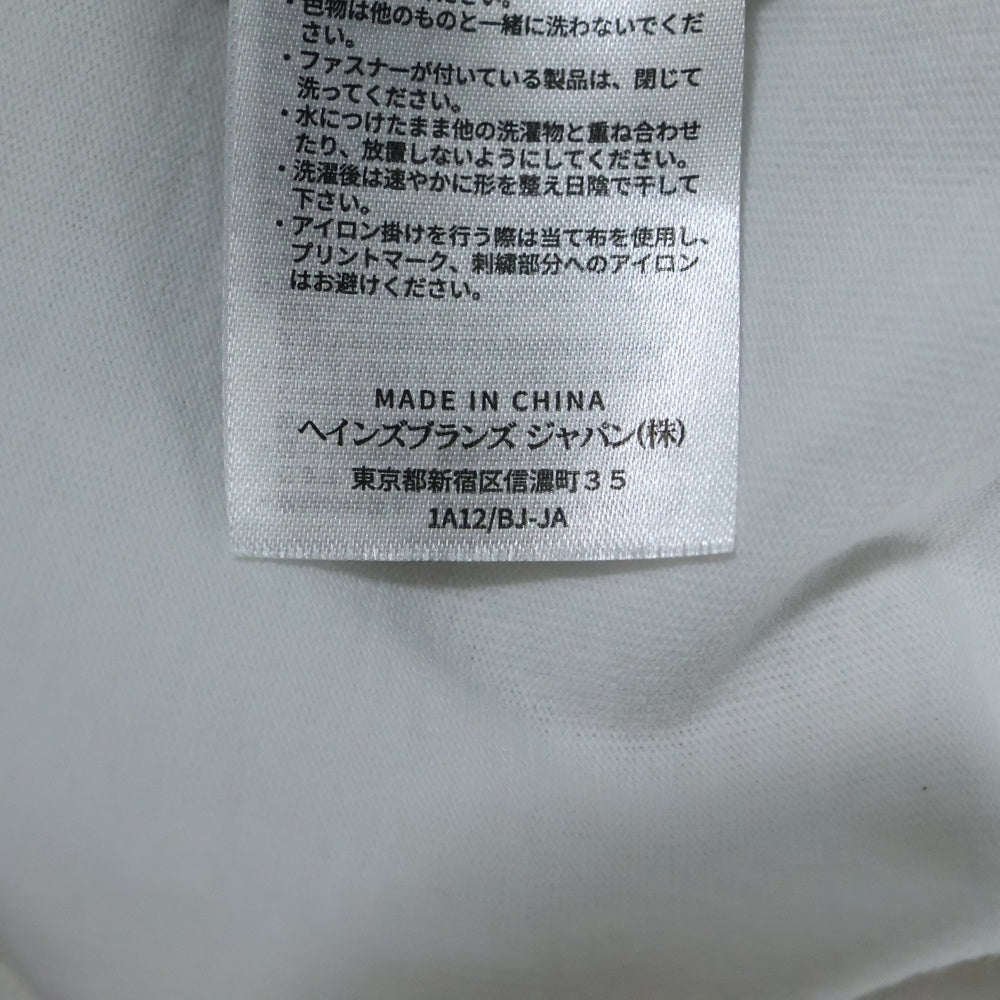 ・色物は他のものと一緒に洗わないでくだ
さい。
・ファスナーが付いている製品は、閉じて
洗ってください。
・水につけたまま他の洗濯物と重ね合わせ
たり、放置しないようにしてください。
・洗濯後は速やかに形を整え日陰で干して
下さい。
・アイロン掛けを行う際は当て布を使用し、
プリントマーク、刺繍部分へのアイロン
はお避けください。
MADE IN CHINA
ヘインズブランズ ジャパン(株)
東京都新宿区信濃町３５
1A12/BJ-JA